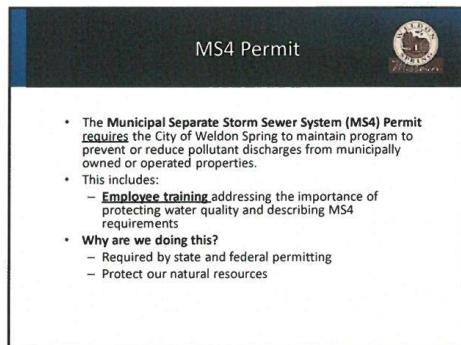 MS4 Permit
WELDON
SPRING
Missouri
• The Municipal Separate Storm Sewer System (MS4) Permit
requires the City of Weldon Spring to maintain program to
prevent or reduce pollutant discharges from municipally
owned or operated properties.
• This includes:
– Employee training addressing the importance of
protecting water quality and describing MS4
requirements
• Why are we doing this?
– Required by state and federal permitting
– Protect our natural resources